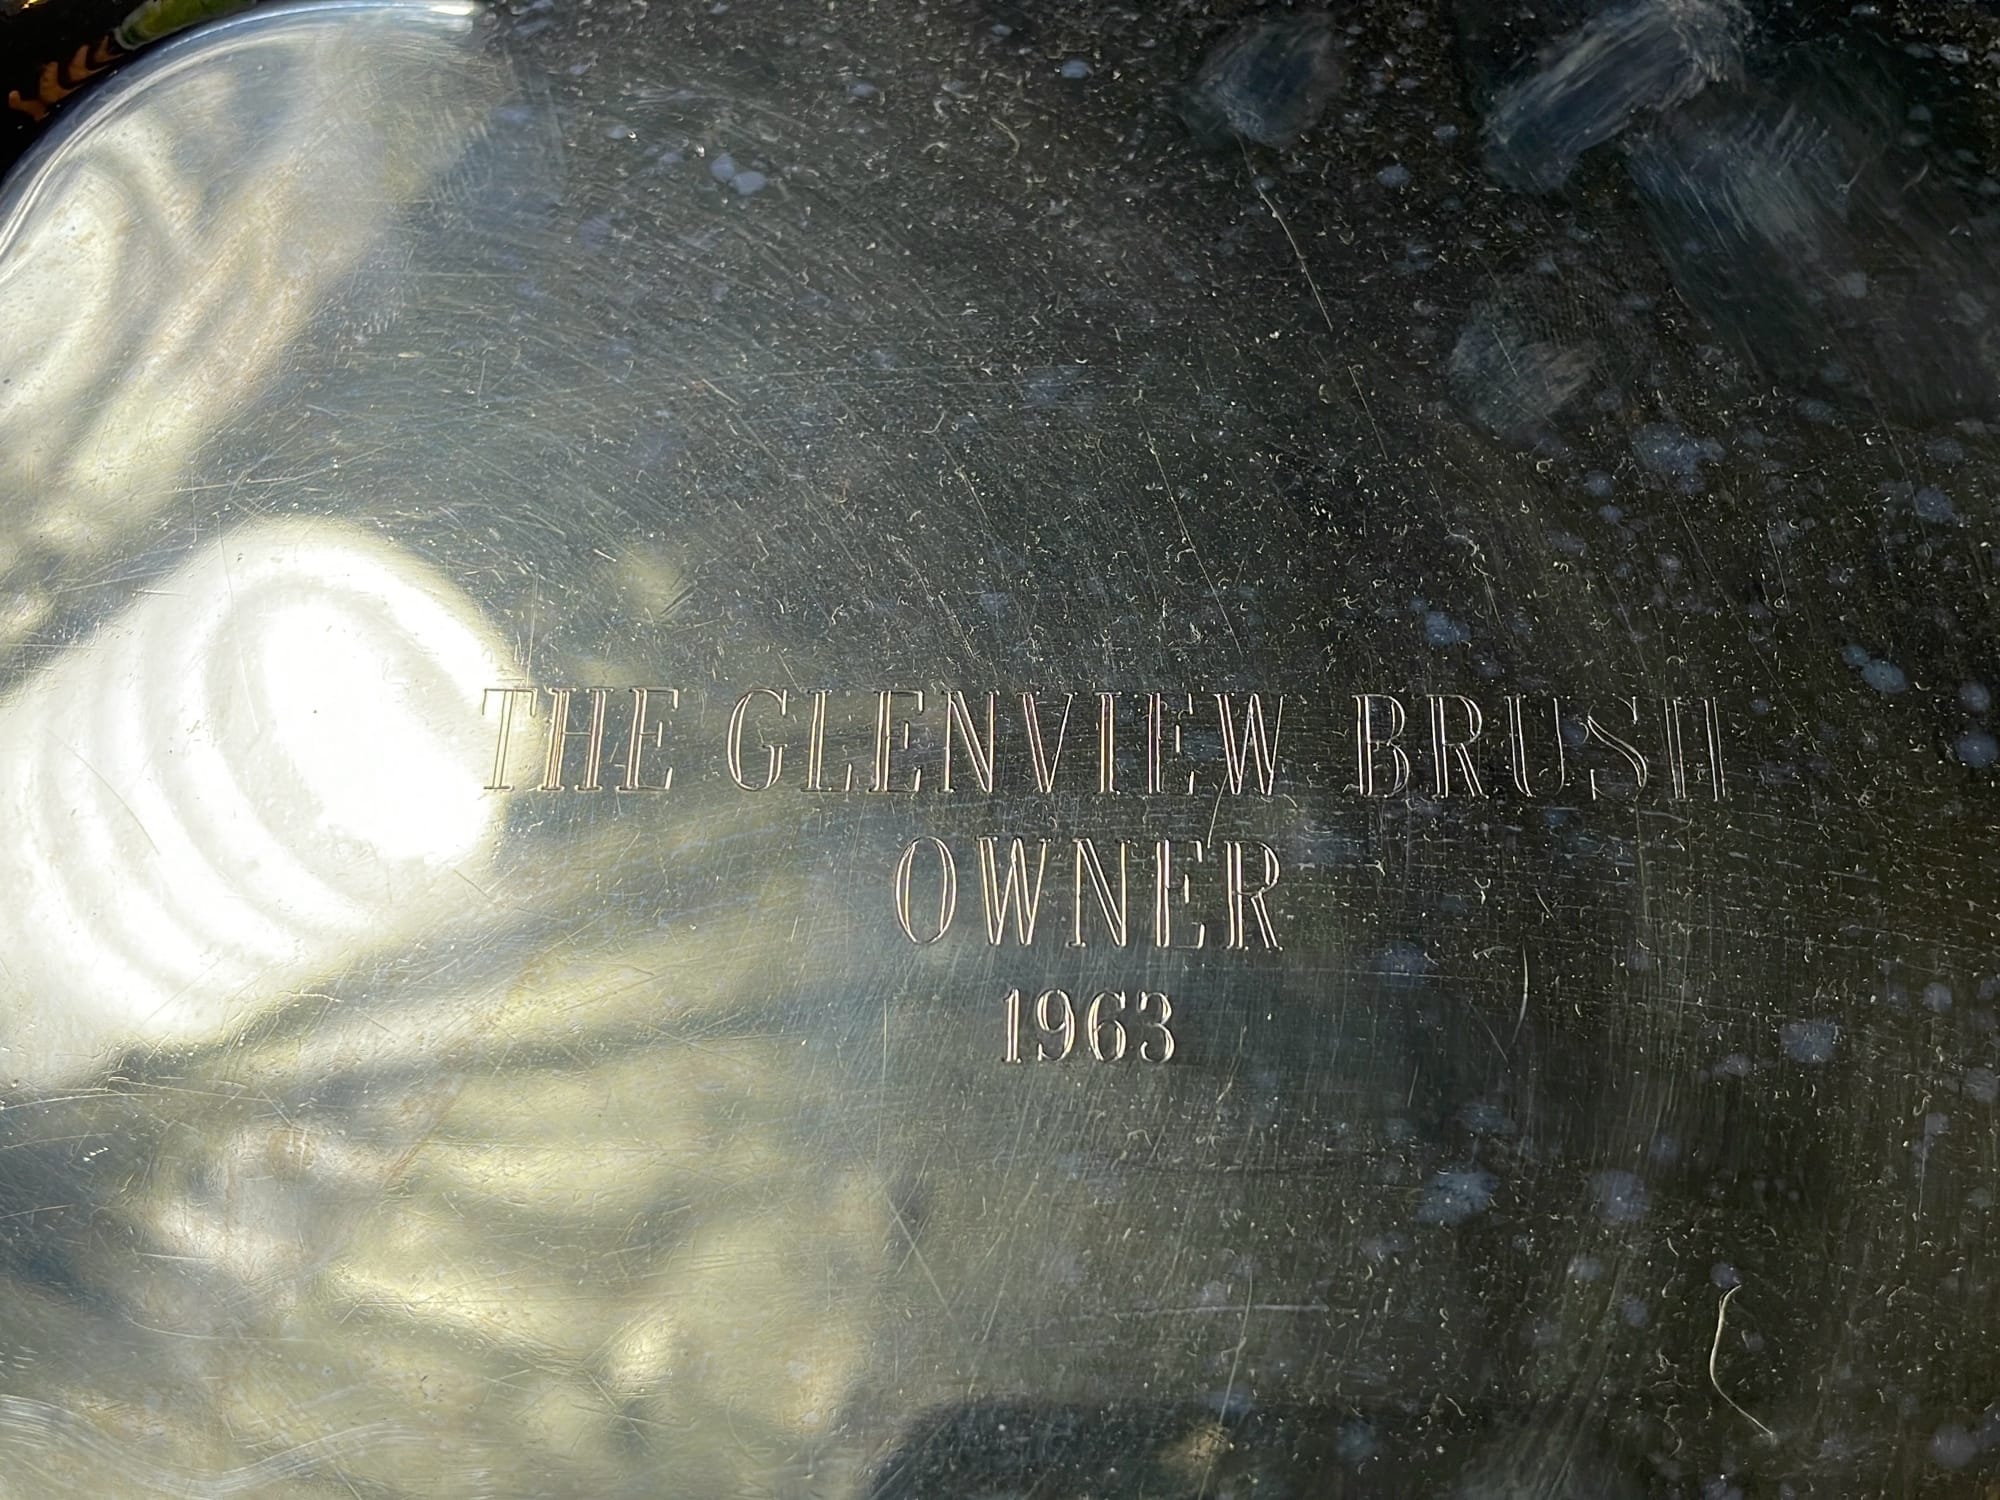 THE GLENVIEW BRUSH
OWNER
1963